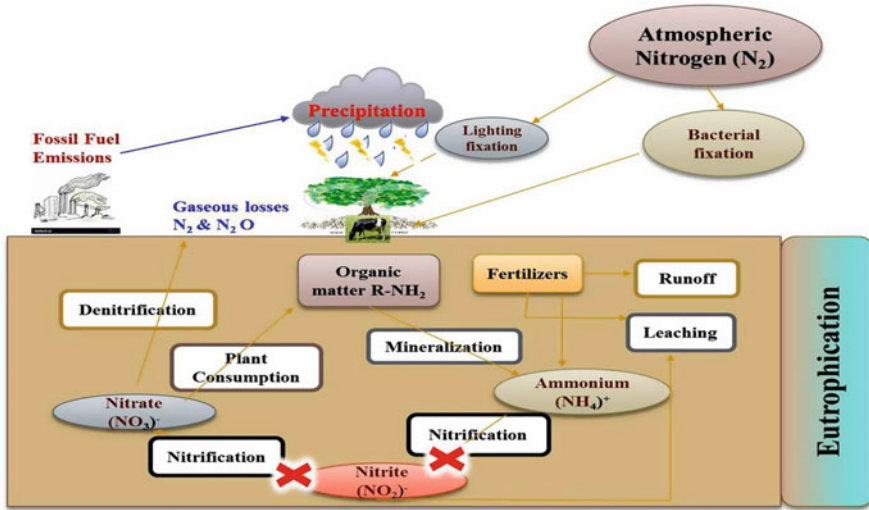 Atmospheric
Nitrogen (N₂)
Precipitation
Lighting
fixation
Bacterial
fixation
Fossil Fuel
Emissions
Gaseous losses
N₂ & N₂ O
Organic
matter R-NH₂
Fertilizers
Runoff
Denitrification
Leaching
Mineralization
Plant
Consumption
Ammonium
(NH₄)⁺
Nitrate
(NO₃)⁻
Nitrification
Nitrification
Nitrite
(NO₂)⁻
Eutrophication